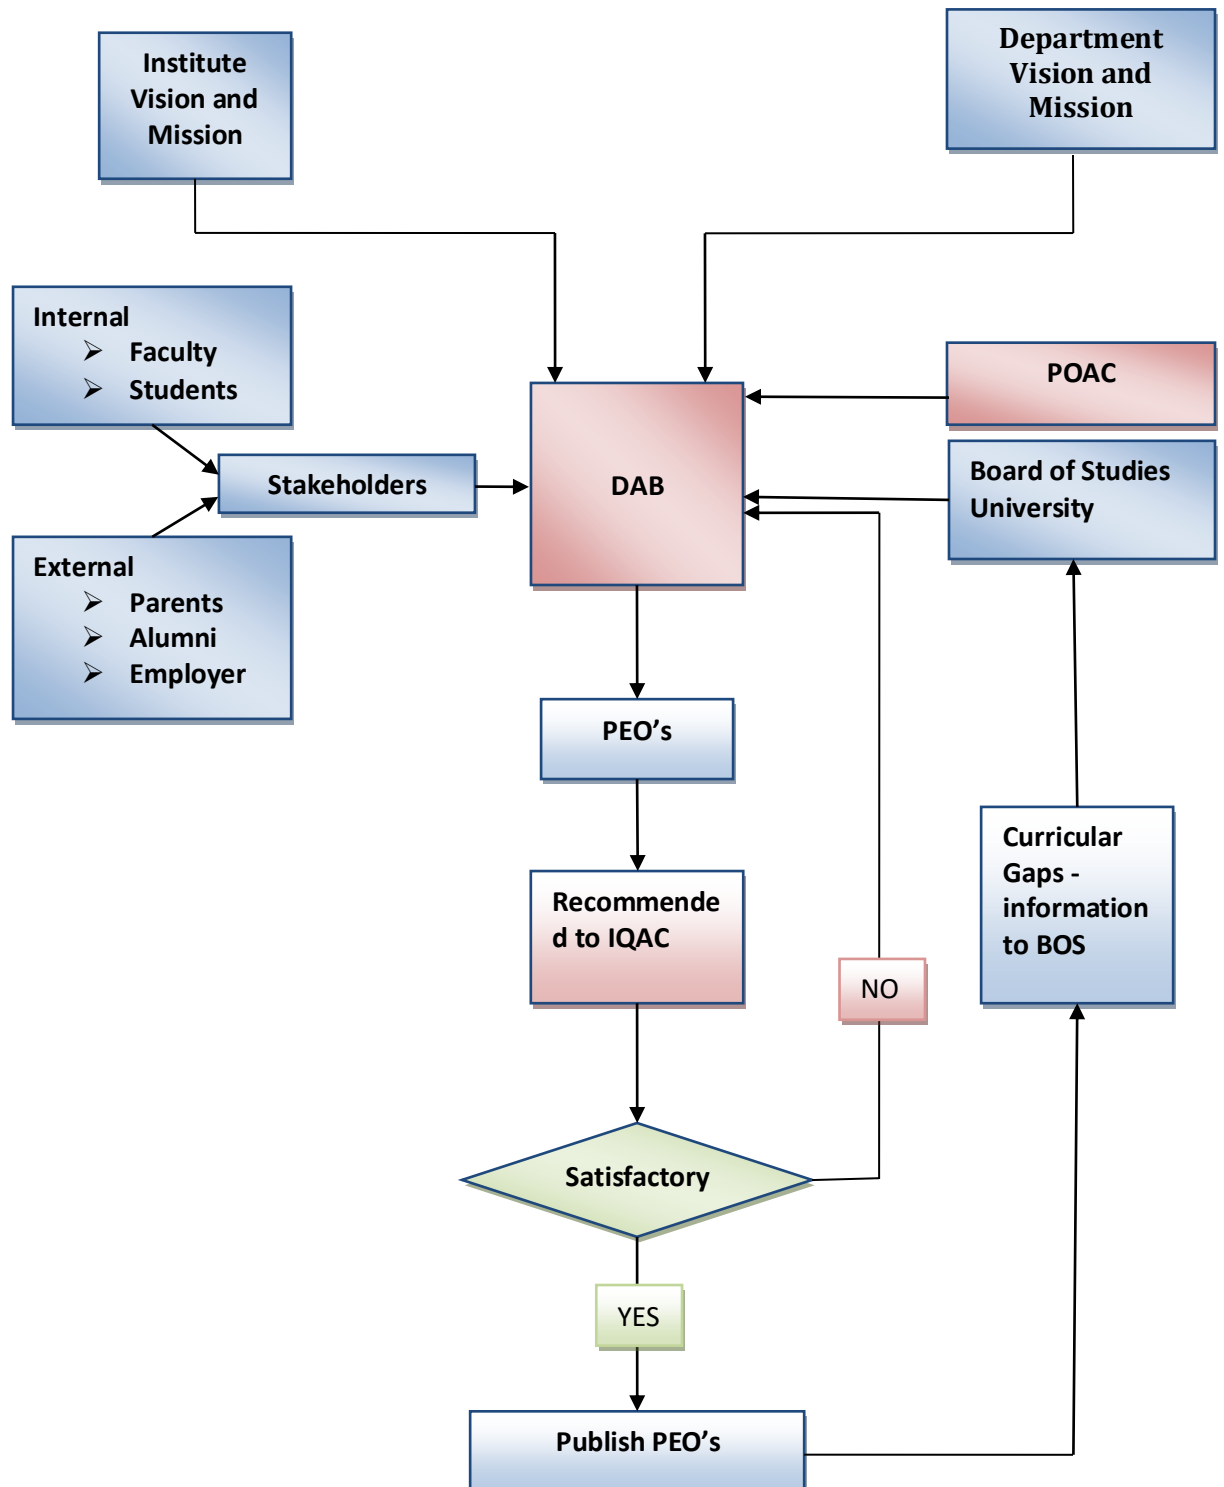 Institute
Vision and
Mission
Department
Vision and
Mission
Internal
➢ Faculty
➢ Students
Stakeholders
External
➢ Parents
➢ Alumni
➢ Employer
DAB
POAC
Board of Studies
University
PEO’s
Recommende
d to IQAC
Curricular
Gaps -
information
to BOS
NO
Satisfactory
YES
Publish PEO’s